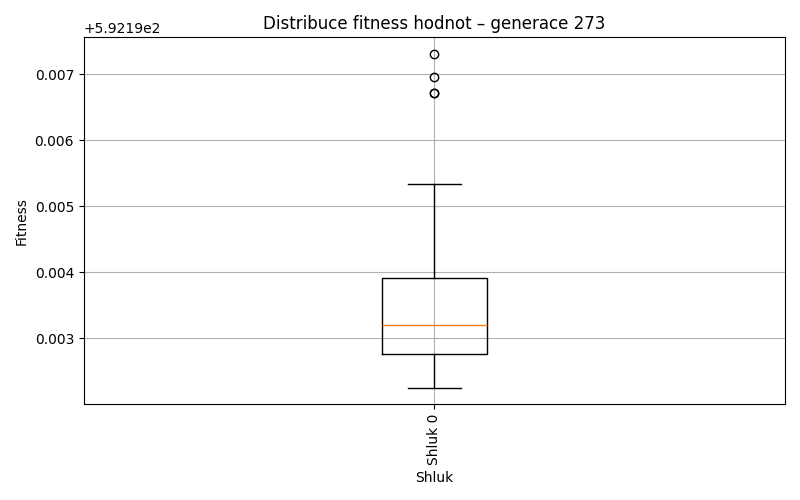 Distribuce fitness hodnot – generace 273
+5.9219e2
0.007
0.006
0.005
0.004
0.003
Fitness
Shluk 0
Shluk